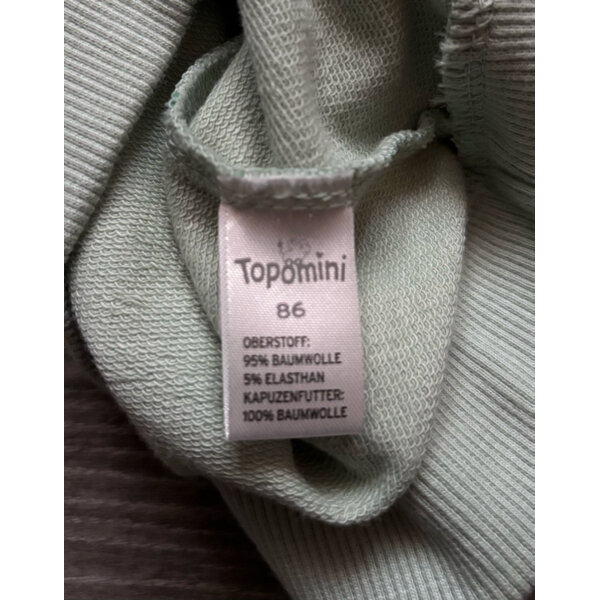 Topomini
86
OBERSTOFF:
95% BAUMWOLLE
5% ELASTHAN
KAPUZENFUTTER:
100% BAUMWOLLE